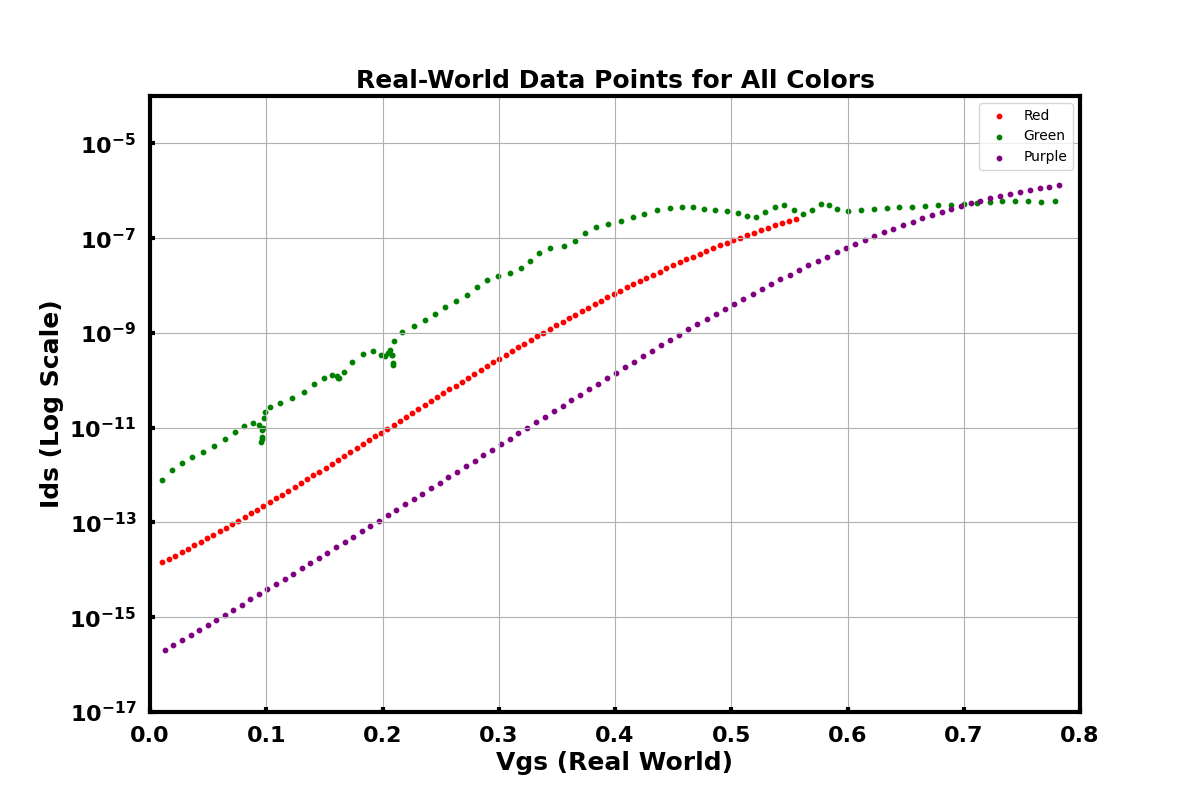 Real-World Data Points for All Colors
Red
Green
Purple
Ids (Log Scale)
10⁻⁵
10⁻⁷
10⁻⁹
10⁻¹¹
10⁻¹³
10⁻¹⁵
10⁻¹⁷
0.0 0.1 0.2 0.3 0.4 0.5 0.6 0.7 0.8
Vgs (Real World)